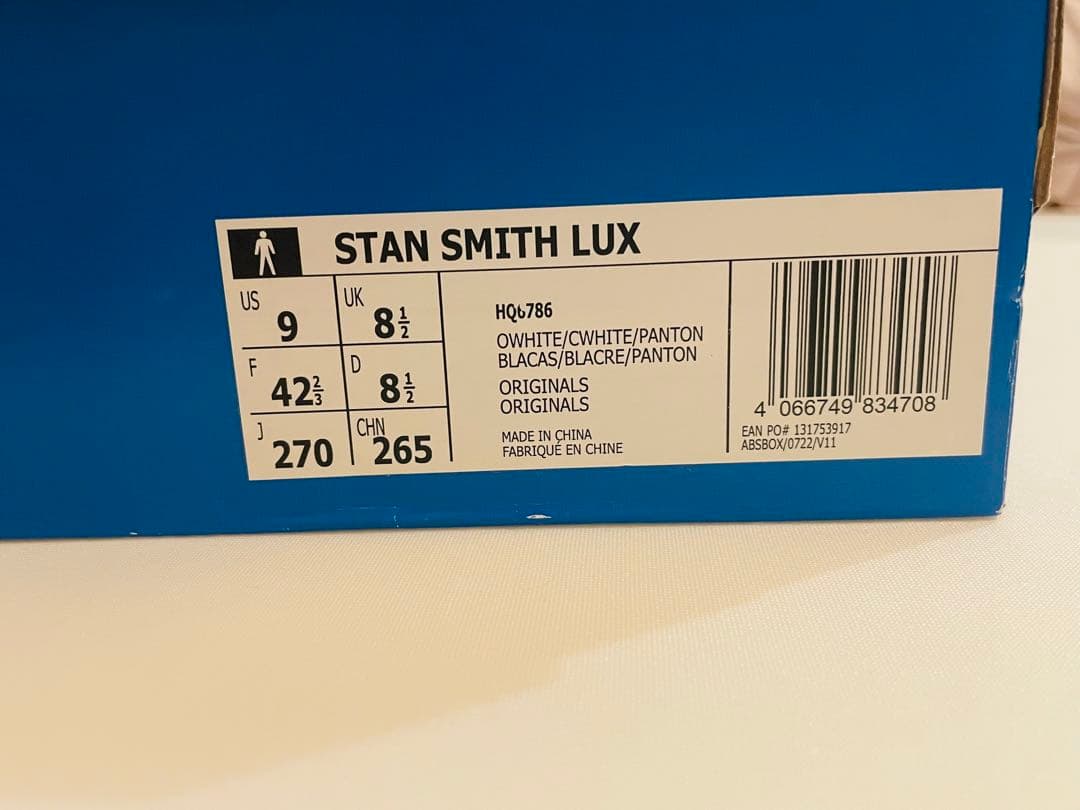 STAN SMITH LUX
US 9 UK 8 1/2
F 42 2/3 D 8 1/2
J 270 CHN 265
HQ6786
OWHITE/CWHITE/PANTON
BLACAS/BLACRE/PANTON
ORIGINALS
ORIGINALS
MADE IN CHINA
FABRIQUÉ EN CHINE
4 066749 834708
EAN PO# 131753917
ABSBOX/0722/V11